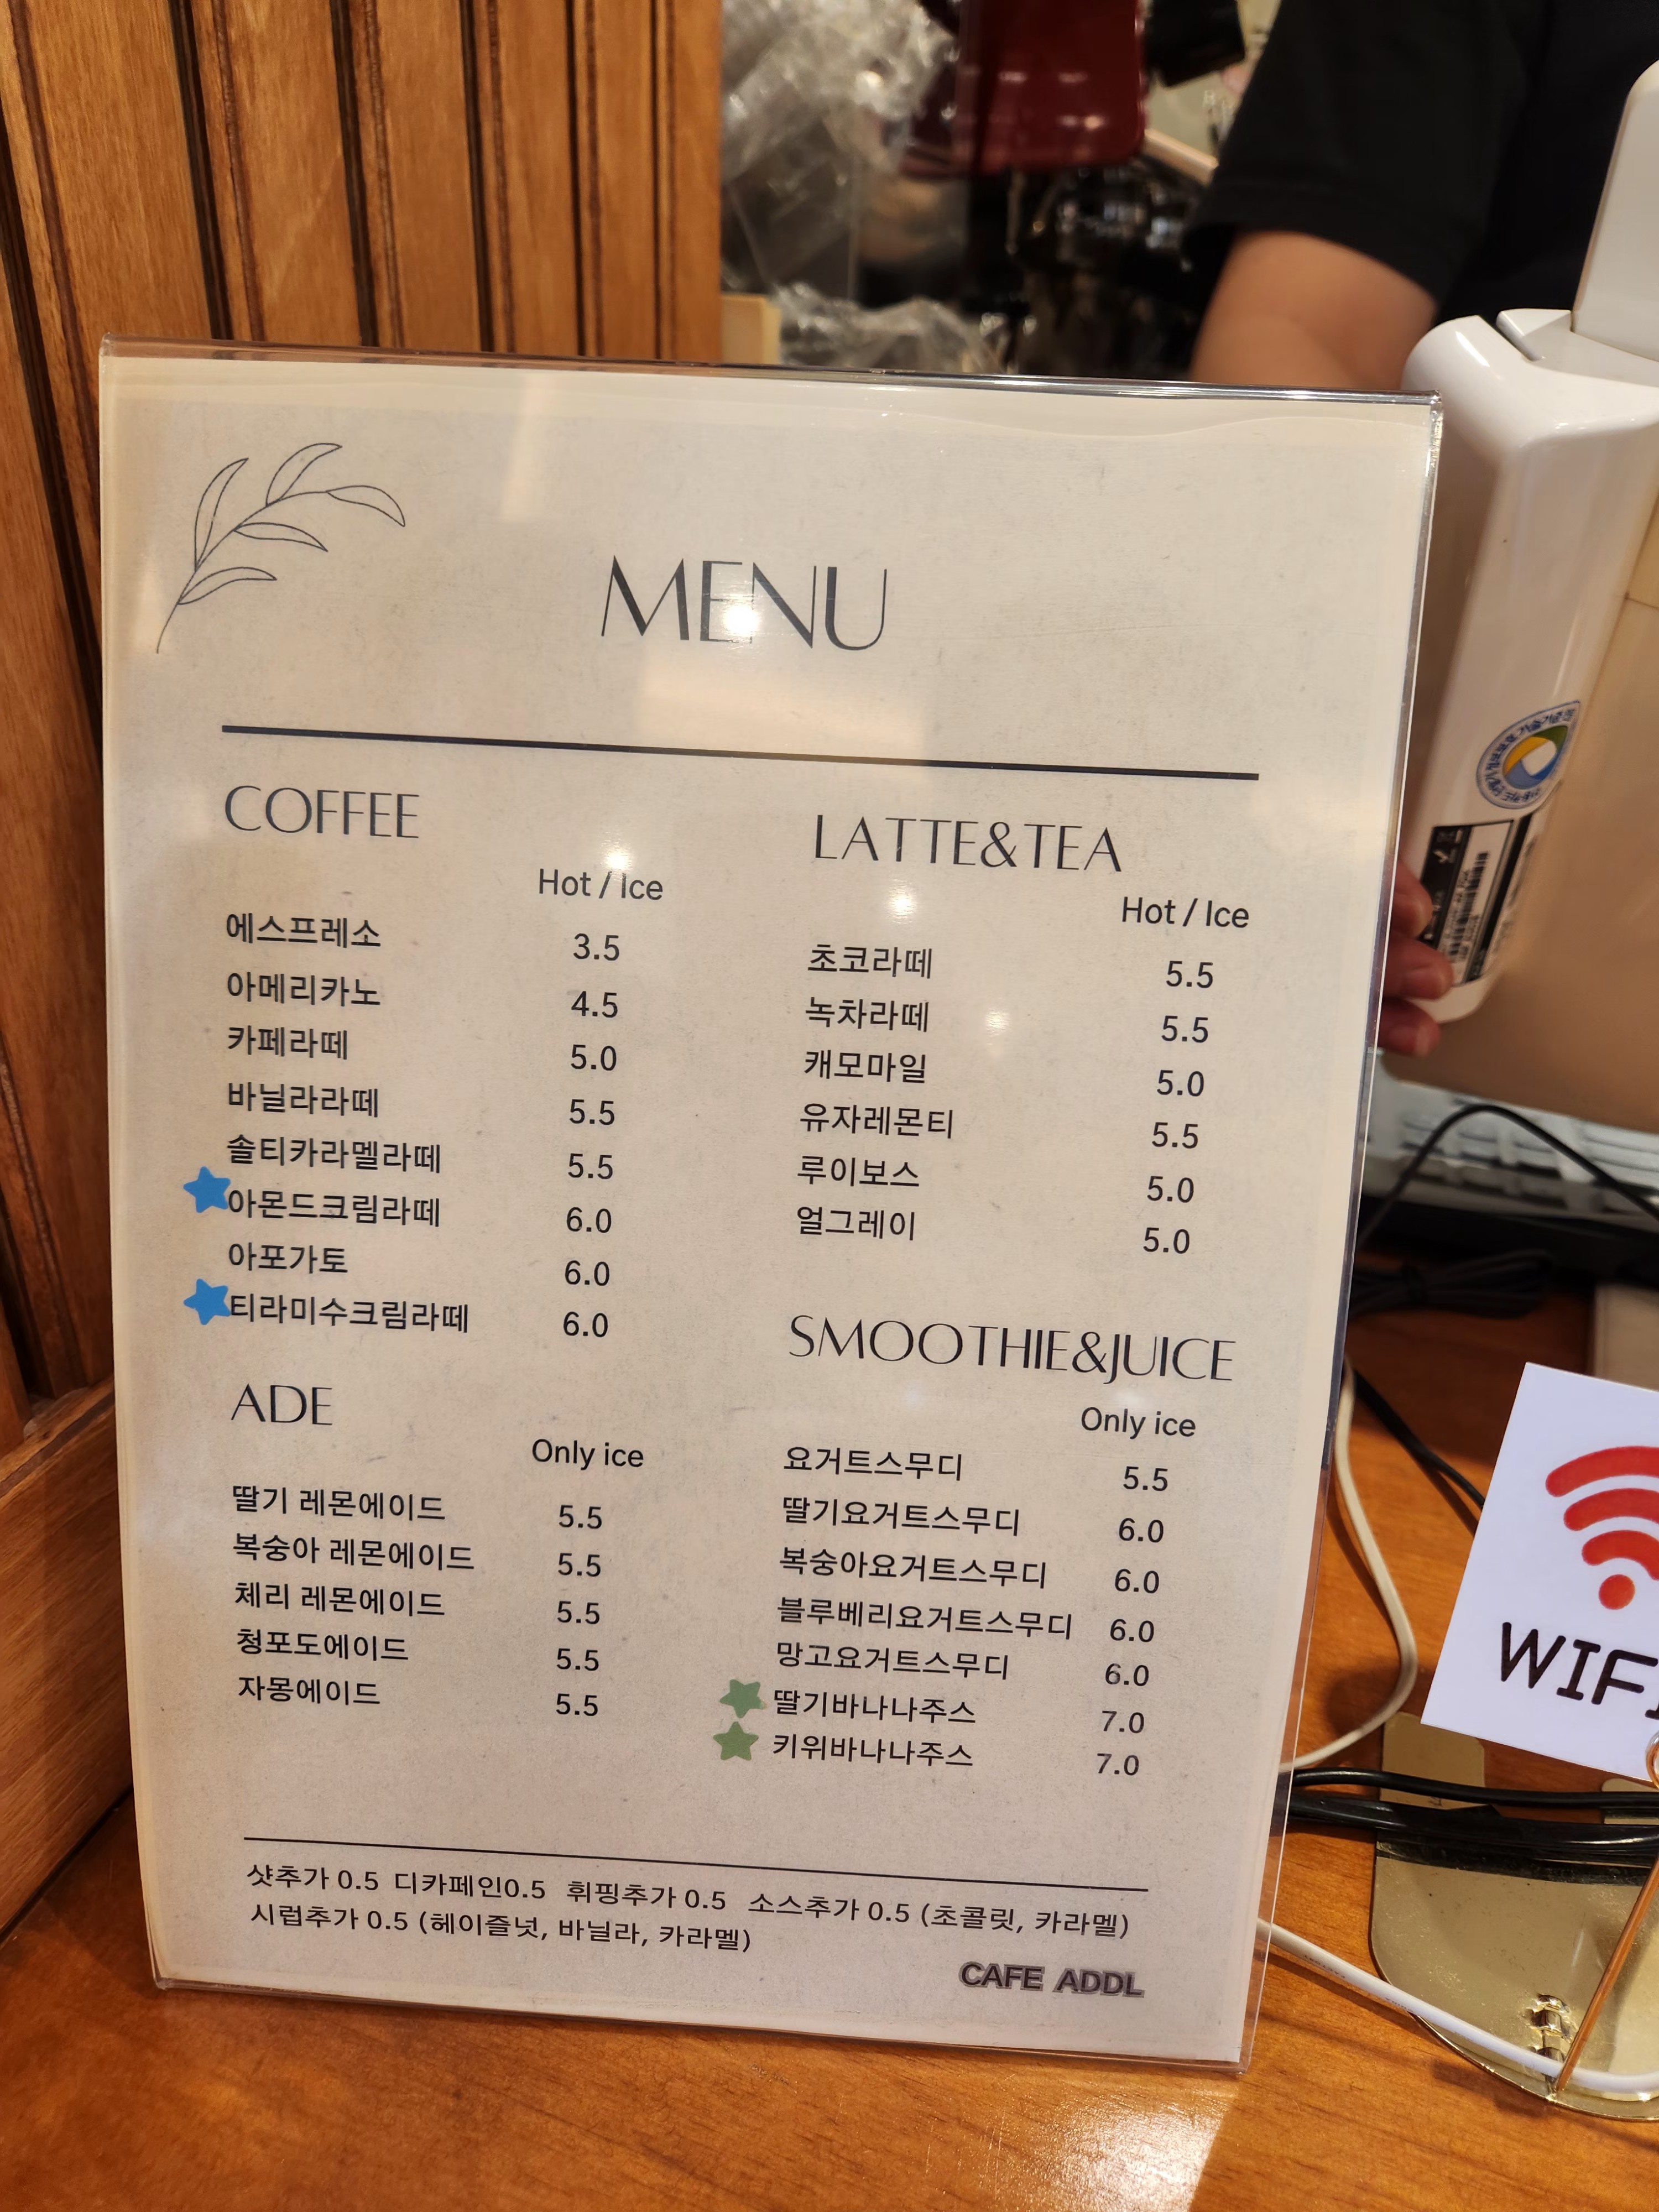 MENU
COFFEE
Hot / Ice
에스프레소 3.5
아메리카노 4.5
카페라떼 5.0
바닐라라떼 5.5
솔티카라멜라떼 5.5
아몬드크림라떼 6.0
아포가토 6.0
티라미수크림라떼 6.0
ADE
Only ice
딸기 레몬에이드 5.5
복숭아 레몬에이드 5.5
체리 레몬에이드 5.5
청포도에이드 5.5
자몽에이드 5.5
LATTE&TEA
Hot / Ice
초코라떼 5.5
녹차라떼 5.5
캐모마일 5.0
유자레몬티 5.5
루이보스 5.0
얼그레이 5.0
SMOOTHIE&JUICE
Only ice
요거트스무디 5.5
딸기요거트스무디 6.0
복숭아요거트스무디 6.0
블루베리요거트스무디 6.0
망고요거트스무디 6.0
딸기바나나주스 7.0
키위바나나주스 7.0
샷추가 0.5 디카페인0.5 휘핑추가 0.5 소스추가 0.5 (초콜릿, 카라멜)
시럽추가 0.5 (헤이즐넛, 바닐라, 카라멜)
CAFE ADDL